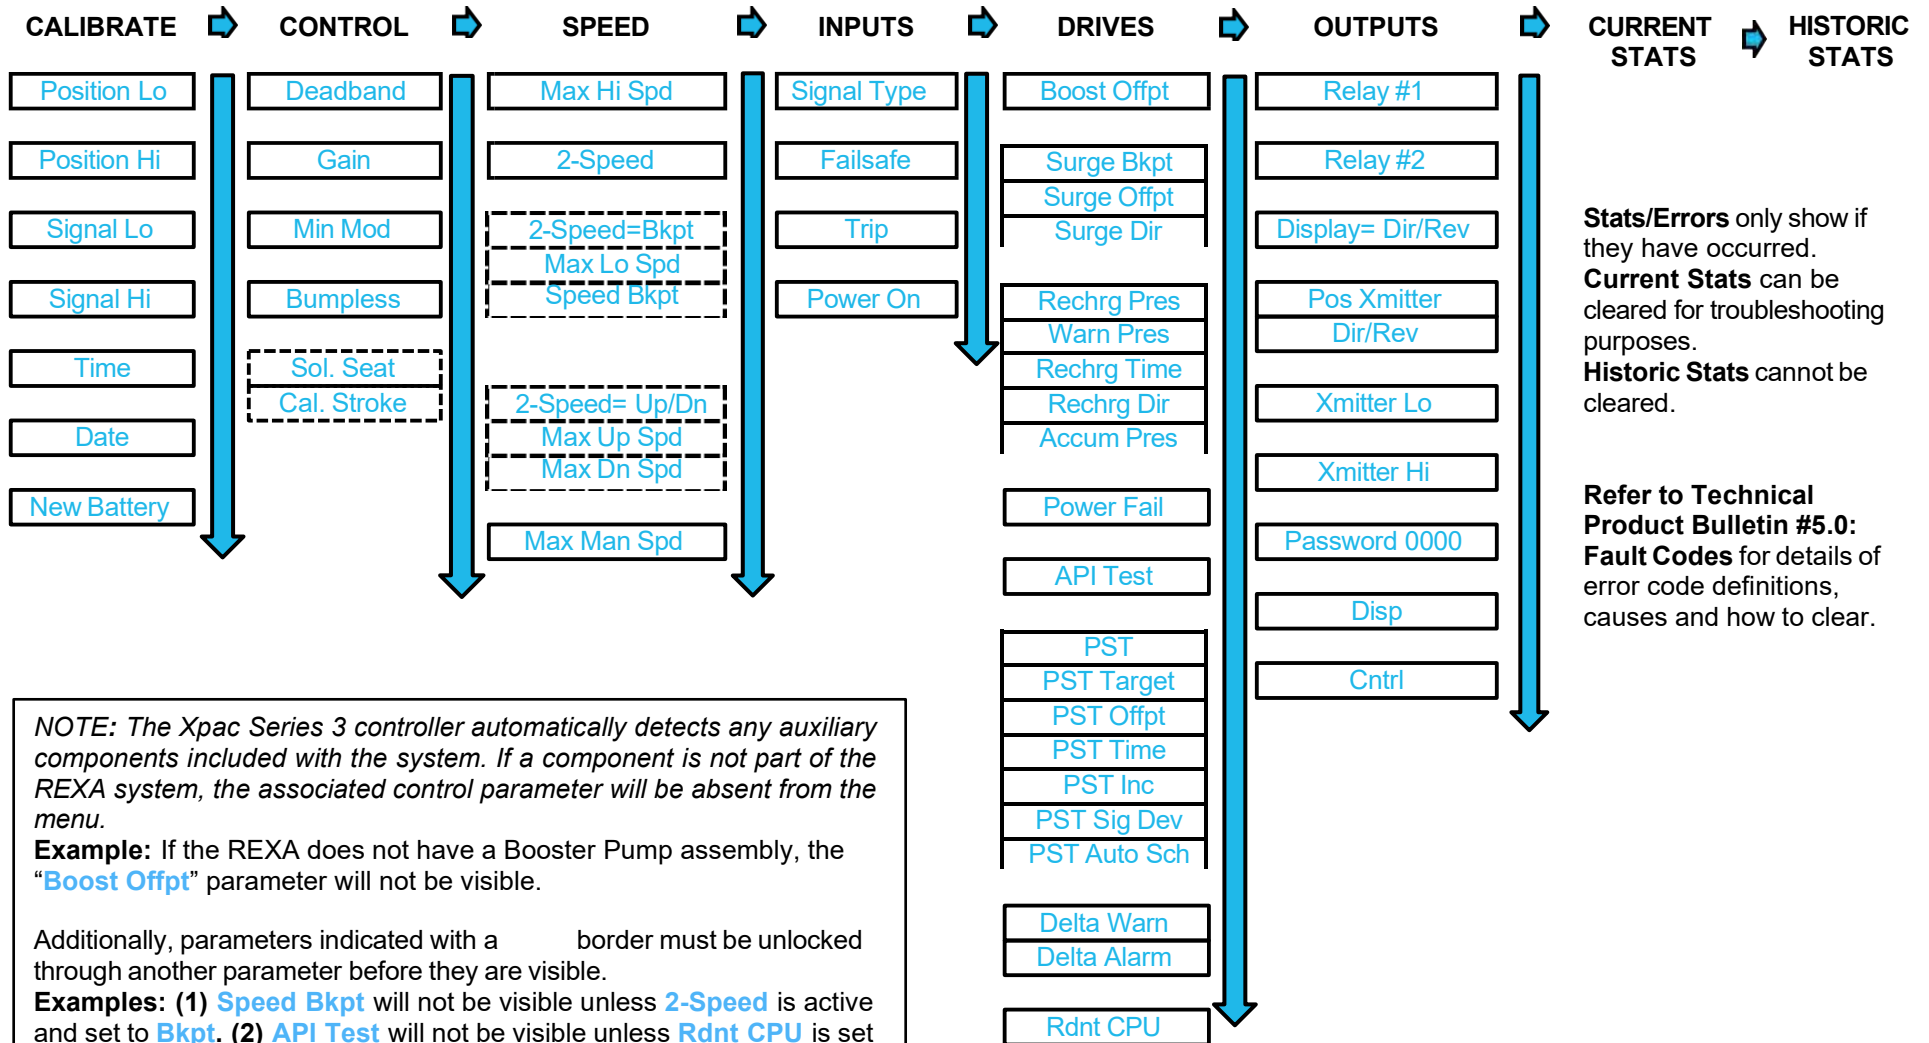 CALIBRATE
CONTROL
SPEED
INPUTS
DRIVES
OUTPUTS
CURRENT
STATS
HISTORIC
STATS
Position Lo
Position Hi
Signal Lo
Signal Hi
Time
Date
New Battery
Deadband
Gain
Min Mod
Bumpless
Sol. Seat
Cal. Stroke
Max Hi Spd
2-Speed
2-Speed=Bkpt
Max Lo Spd
Speed Bkpt
2-Speed= Up/Dn
Max Up Spd
Max Dn Spd
Max Man Spd
Signal Type
Failsafe
Trip
Power On
Boost Offpt
Surge Bkpt
Surge Offpt
Surge Dir
Rechrg Pres
Warn Pres
Rechrg Time
Rechrg Dir
Accum Pres
Power Fail
API Test
PST
PST Target
PST Offpt
PST Time
PST Inc
PST Sig Dev
PST Auto Sch
Delta Warn
Delta Alarm
Rdnt CPU
Relay #1
Relay #2
Display= Dir/Rev
Pos Xmitter
Dir/Rev
Xmitter Lo
Xmitter Hi
Password 0000
Disp
Cntrl
Stats/Errors only show if
they have occurred.
Current Stats can be
cleared for troubleshooting
purposes.
Historic Stats cannot be
cleared.
Refer to Technical
Product Bulletin #5.0:
Fault Codes for details of
error code definitions,
causes and how to clear.
NOTE: The Xpac Series 3 controller automatically detects any auxiliary
components included with the system. If a component is not part of the
REXA system, the associated control parameter will be absent from the
menu.
Example: If the REXA does not have a Booster Pump assembly, the
“Boost Offpt” parameter will not be visible.
Additionally, parameters indicated with a border must be unlocked
through another parameter before they are visible.
Examples: (1) Speed Bkpt will not be visible unless 2-Speed is active
and set to Bkpt. (2) API Test will not be visible unless Rdnt CPU is set